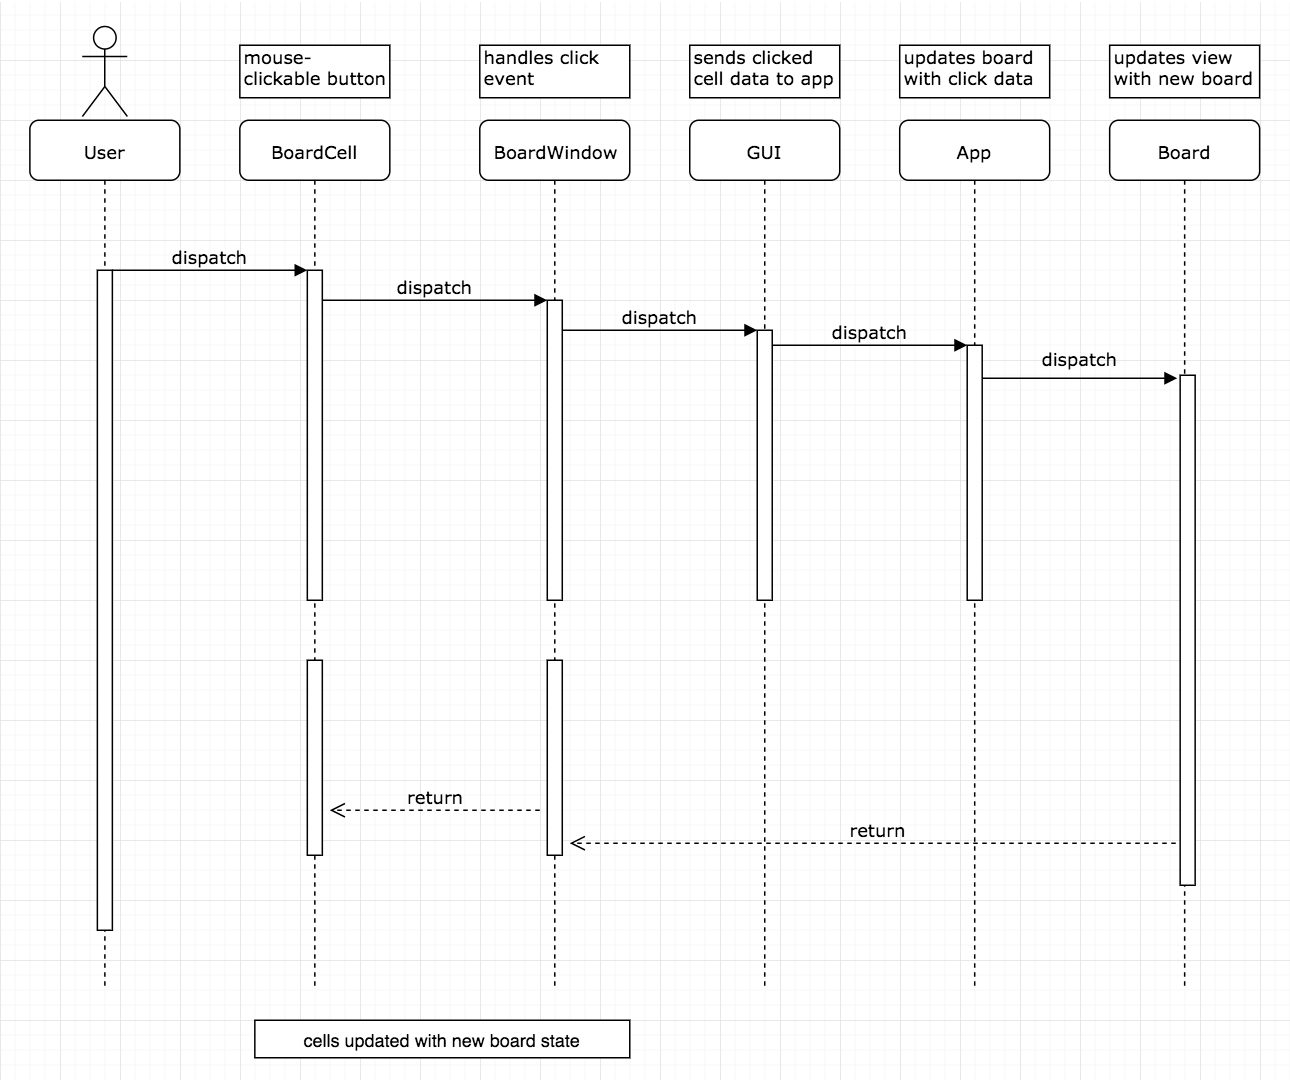 mouse-
clickable button
handles click
event
sends clicked
cell data to app
updates board
with click data
updates view
with new board
User
BoardCell
BoardWindow
GUI
App
Board
dispatch
dispatch
dispatch
dispatch
dispatch
return
return
cells updated with new board state